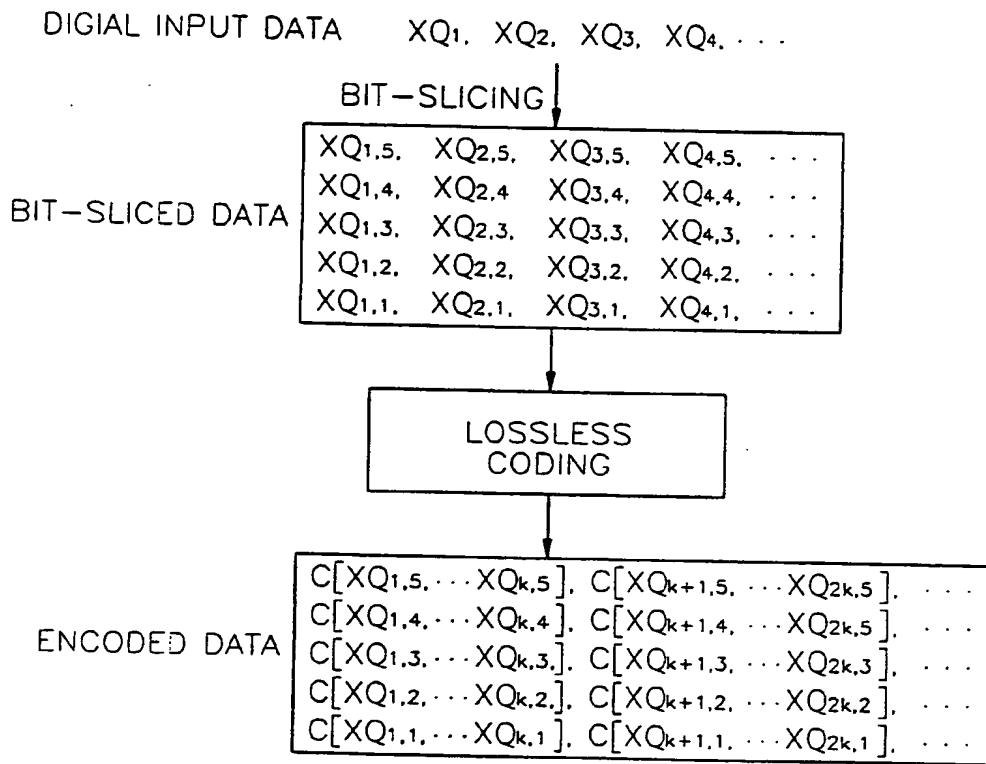 DIGIAL INPUT DATA XQ1, XQ2, XQ3, XQ4, · · ·
BIT-SLICING
XQ1,5, XQ2,5, XQ3,5, XQ4,5, · · ·
XQ1,4, XQ2,4 XQ3,4, XQ4,4, · · ·
BIT-SLICED DATA
XQ1,3, XQ2,3, XQ3,3, XQ4,3, · · ·
XQ1,2, XQ2,2, XQ3,2, XQ4,2, · · ·
XQ1,1, XQ2,1, XQ3,1, XQ4,1, · · ·
LOSSLESS
CODING
C[XQ1,5, · · · XQk,5], C[XQk+1,5, · · · XQ2k,5], · · ·
C[XQ1,4, · · · XQk,4], C[XQk+1,4, · · · XQ2k,5], · · ·
ENCODED DATA
C[XQ1,3, · · · XQk,3,], C[XQk+1,3, · · · XQ2k,3], · · ·
C[XQ1,2, · · · XQk,2,], C[XQk+1,2, · · · XQ2k,2], · · ·
C[XQ1,1, · · · XQk,1], C[XQk+1,1, · · · XQ2k,1], · · ·